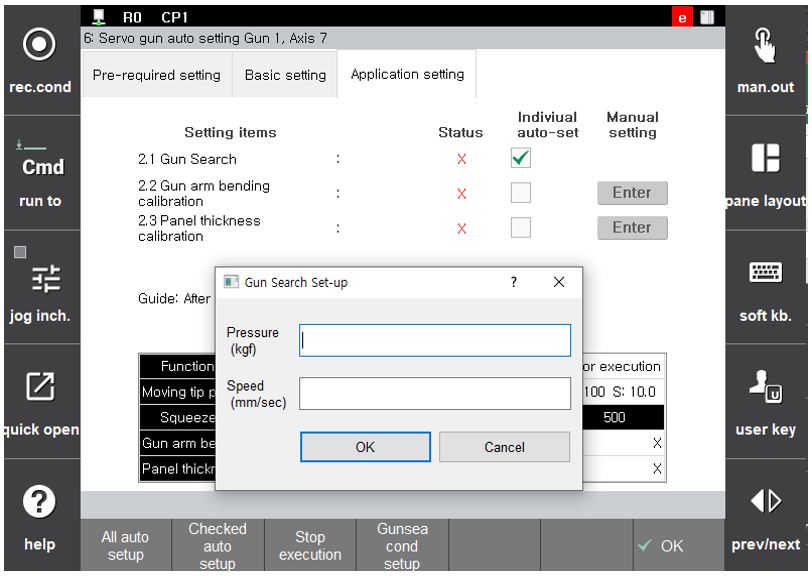 R0 CP1
e
6: Servo gun auto setting Gun 1, Axis 7
rec.cond
Cmd
run to
jog inch.
quick open
help
Pre-required setting
Basic setting
Application setting
Setting items
Status
Indiviual
auto-set
Manual
setting
2.1 Gun Search : X
2.2 Gun arm bending
calibration
: X Enter
2.3 Panel thickness
calibration
: X Enter
Guide: After
Gun Search Set-up ?
Pressure
(kgf)
Speed
(mm/sec)
OK
Cancel
Function
or execution
Moving tip p
100 S: 10.0
Squeeze
500
Gun arm be
X
Panel thickr
X
All auto
setup
Checked
auto
setup
Stop
execution
Gunsea
cond
setup
OK
man.out
pane layout
soft kb.
U
user key
prev/next